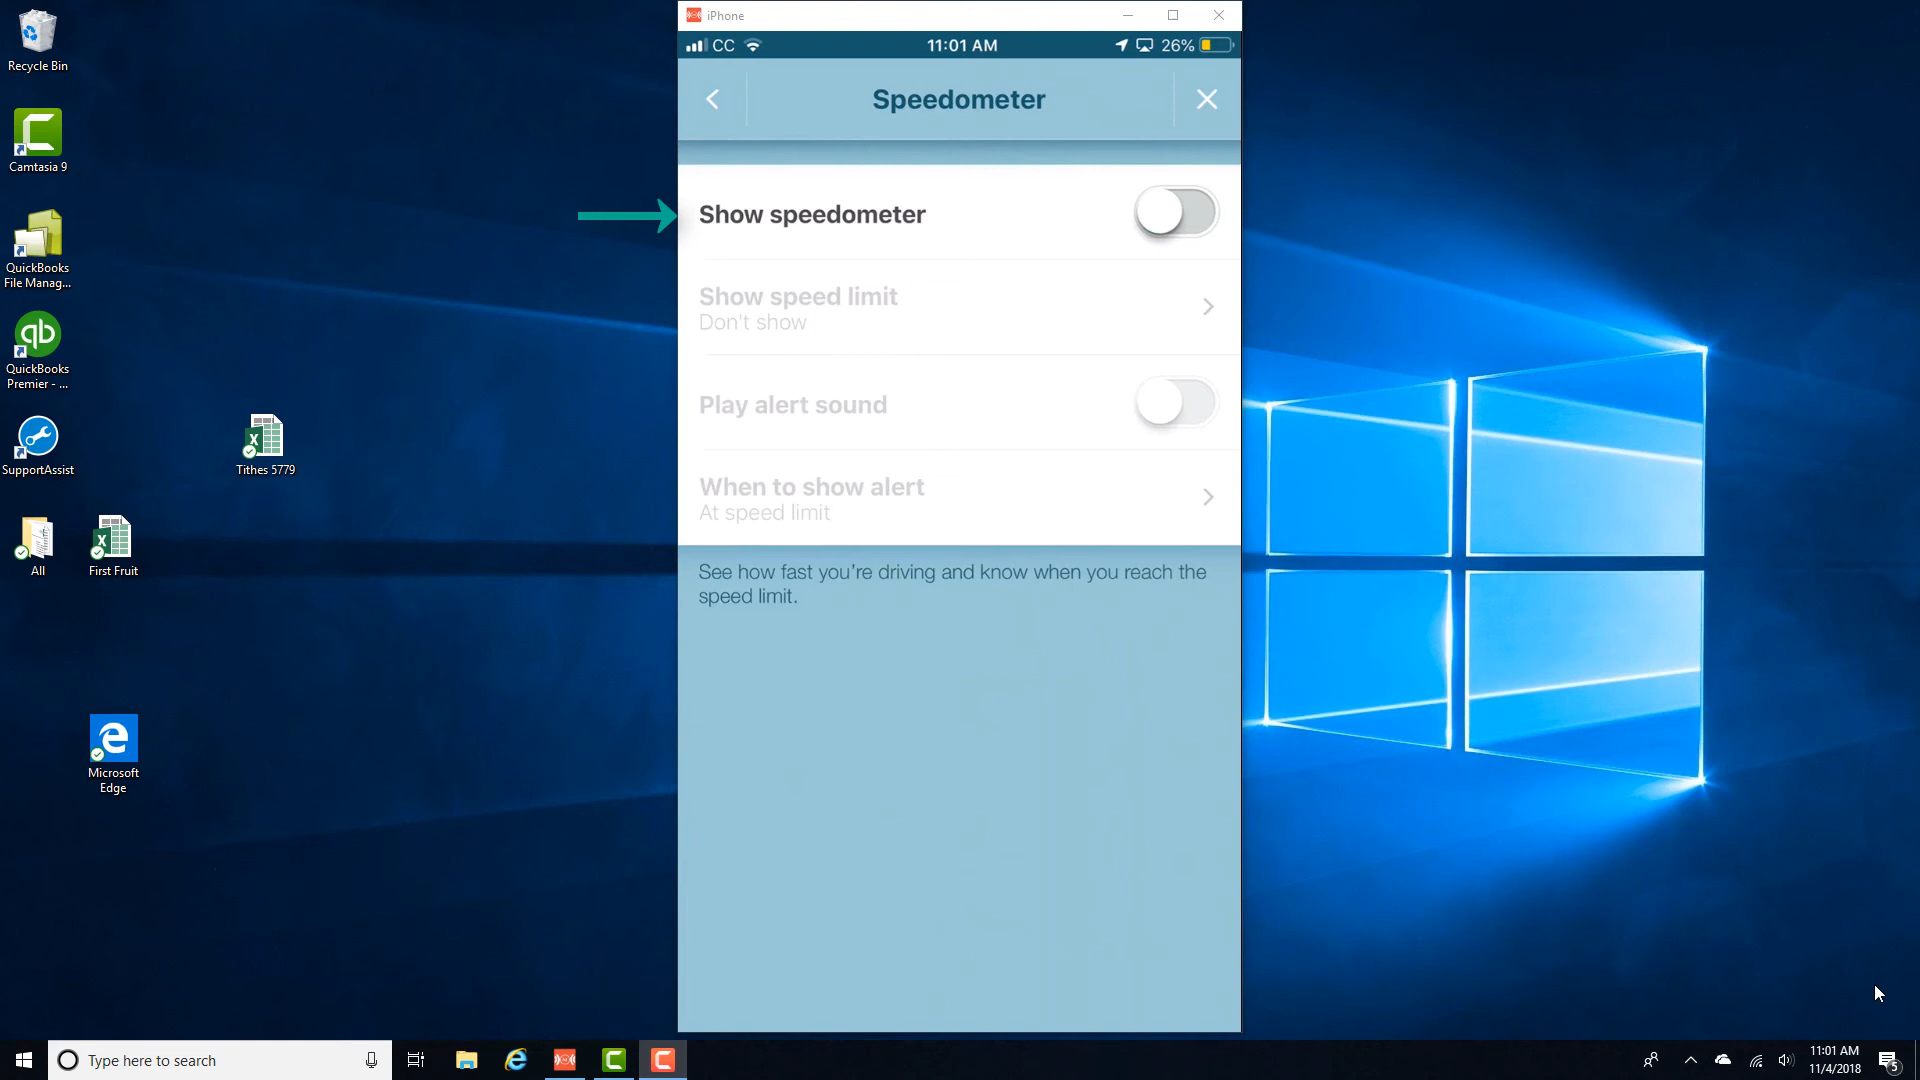 Recycle Bin
Camtasia 9
QuickBooks
File Manag...
QuickBooks
Premier - ...
SupportAssist
All
First Fruit
Tithes 5779
Microsoft
Edge
iPhone
CC
11:01 AM
26%
Speedometer
Show speedometer
Show speed limit
Don't show
Play alert sound
When to show alert
At speed limit
See how fast you’re driving and know when you reach the
speed limit.
Type here to search
11:01 AM
11/4/2018
5